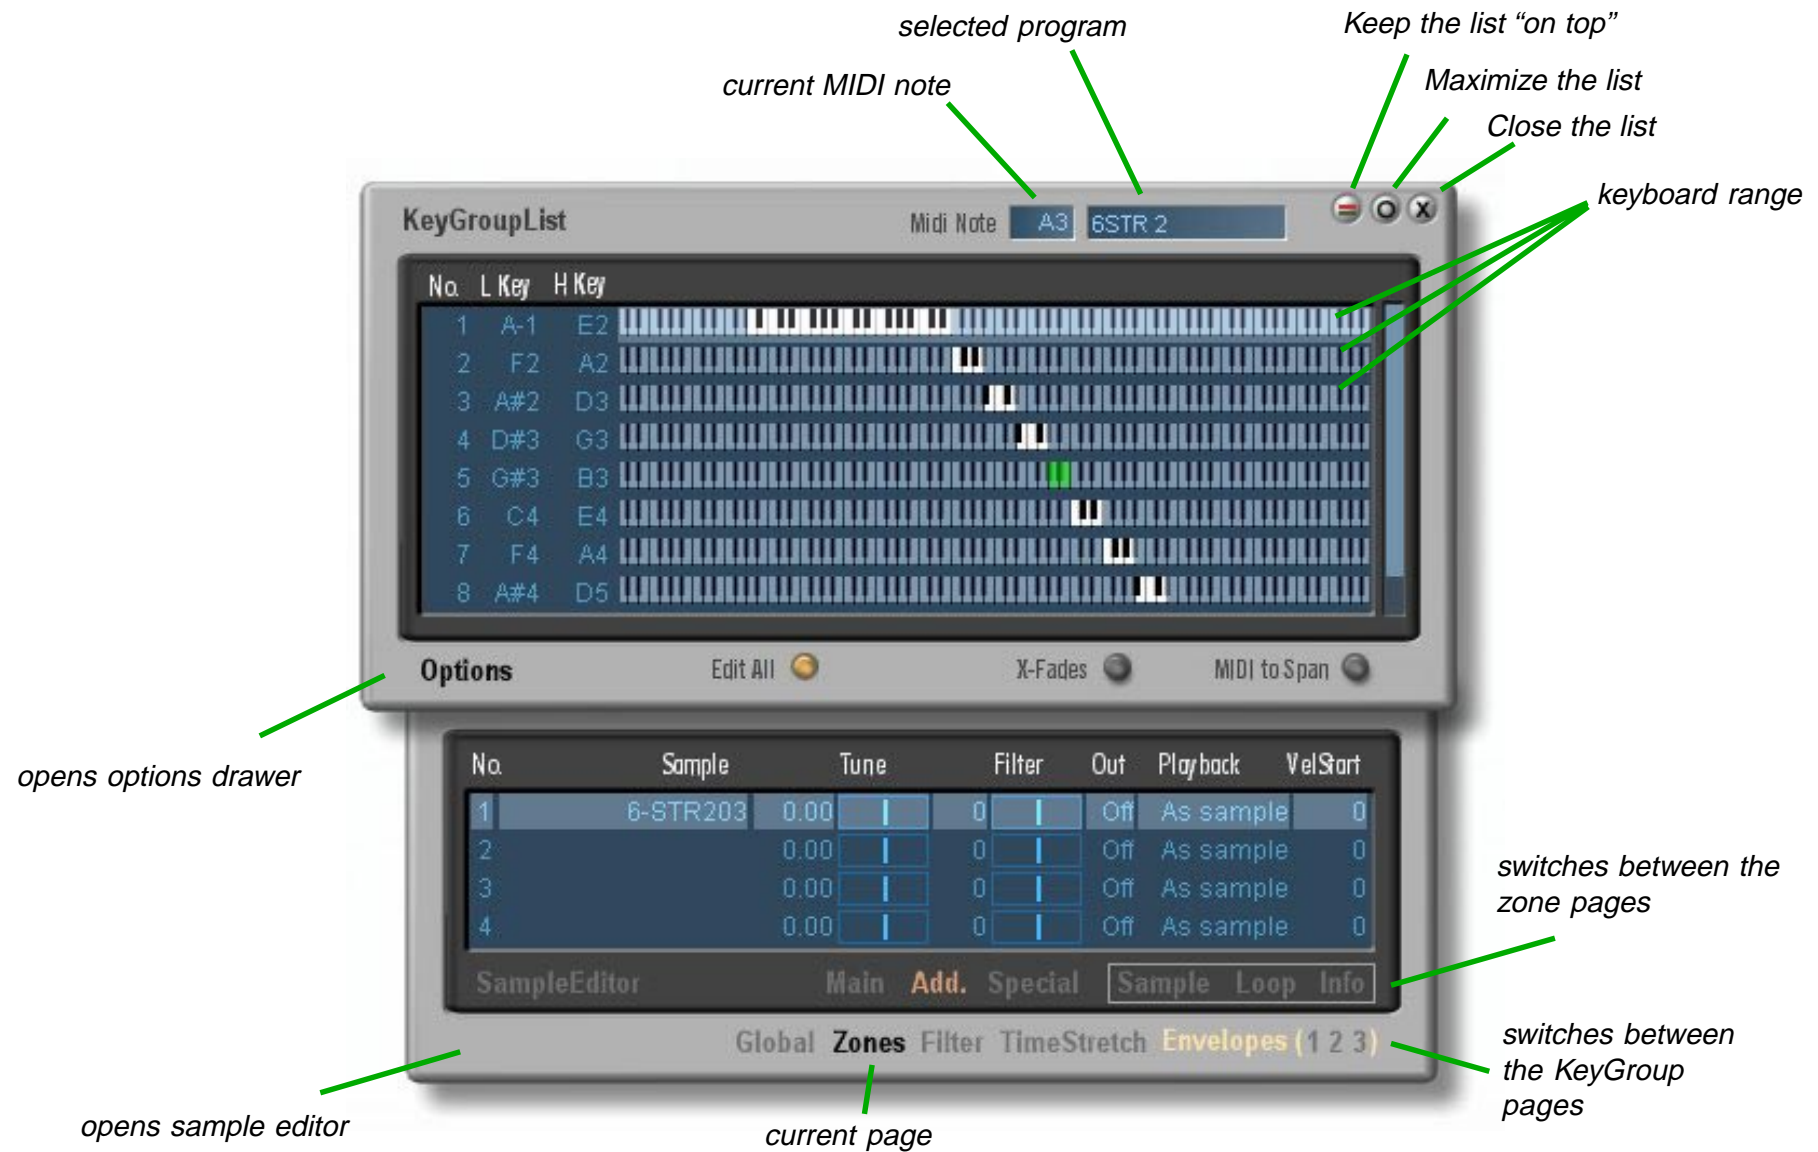 selected program
Keep the list “on top”
current MIDI note
Maximize the list
Close the list
keyboard range
KeyGroupList
Midi Note A3 6STR 2
No. L Key H Key
1 A-1 E2
2 F2 A2
3 A#2 D3
4 D#3 G3
5 G#3 B3
6 C4 E4
7 F4 A4
8 A#4 D5
Options Edit All X-Fades MIDI to Span
opens options drawer
No. Sample Tune Filter Out Playback VelStart
1 6-STR203 0.00 0 Off As sample 0
2 0.00 0 Off As sample 0
3 0.00 0 Off As sample 0
4 0.00 0 Off As sample 0
SampleEditor Main Add. Special Sample Loop Info
switches between the
zone pages
Global Zones Filter TimeStretch Envelopes (1 2 3)
switches between
the KeyGroup
pages
opens sample editor
current page